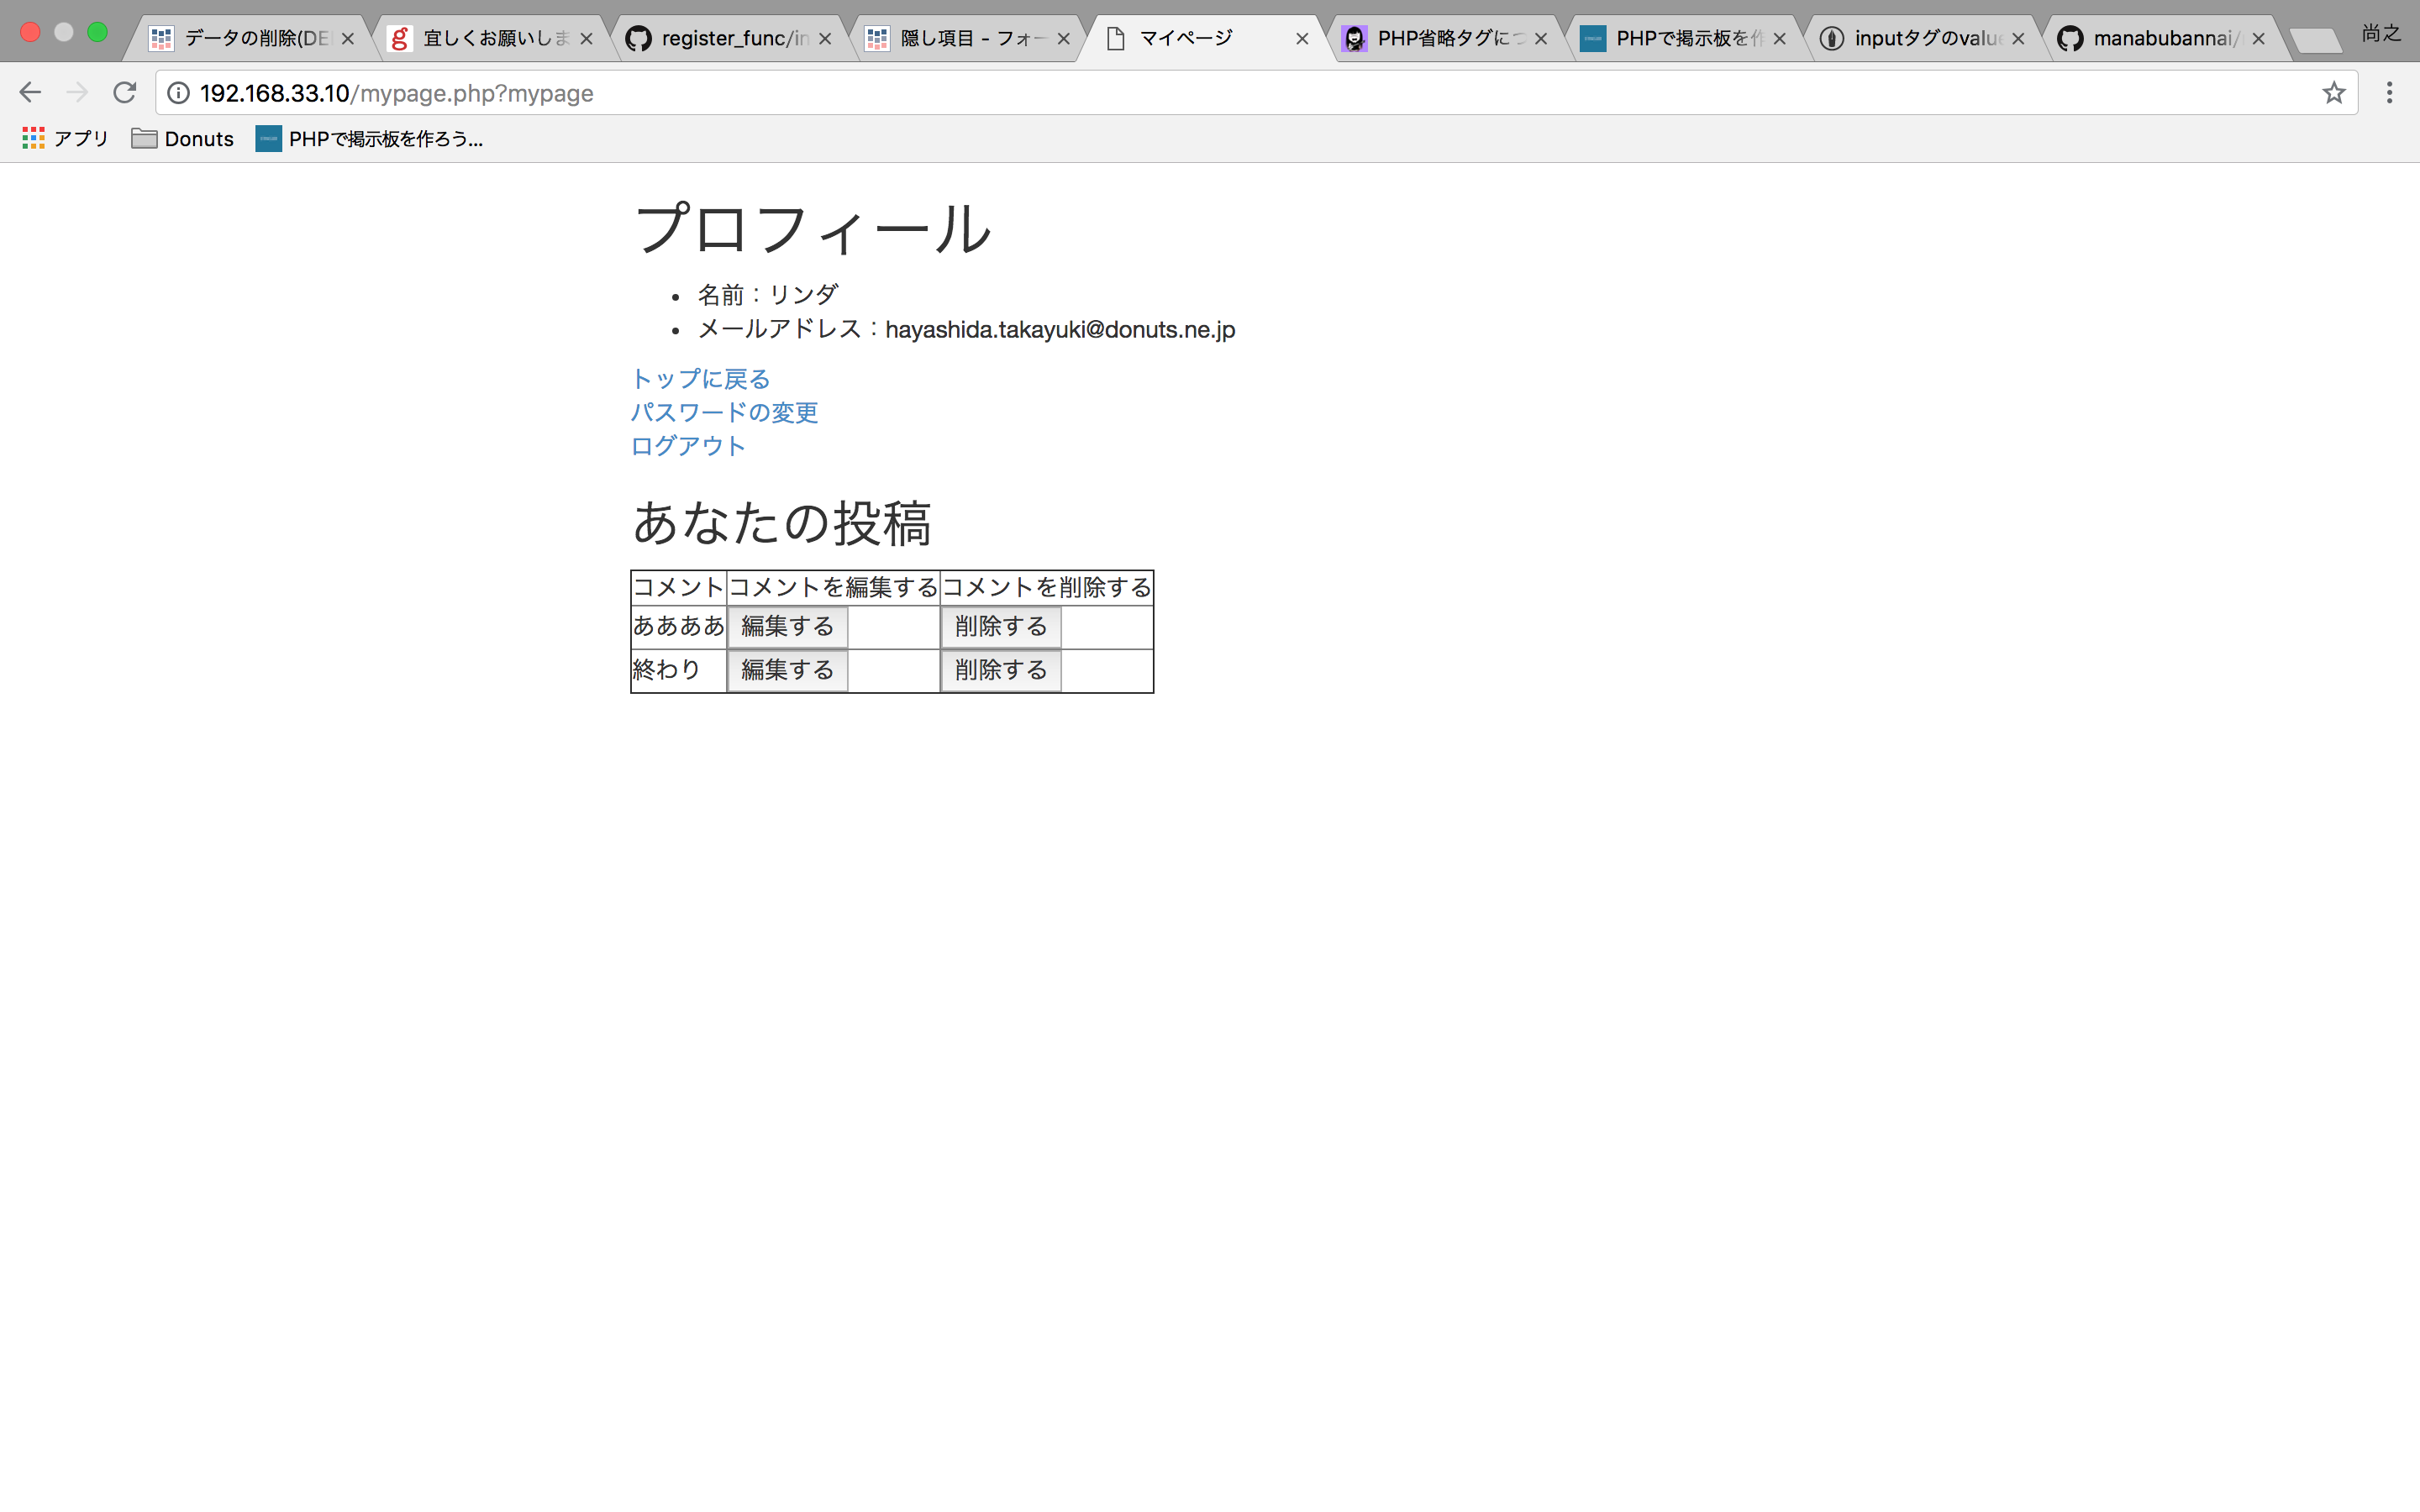 データの削除(DE
宜しくお願いしま
register_func/in
隠し項目 - フォー
マイページ
PHP省略タグにつ
PHPで掲示板を作
inputタグのvalue
manabubannai/
尚之
192.168.33.10/mypage.php?mypage
アプリ
Donuts
PHPで掲示板を作ろう...
プロフィール
• 名前：リンダ
• メールアドレス：hayashida.takayuki@donuts.ne.jp
トップに戻る
パスワードの変更
ログアウト
あなたの投稿
コメント コメントを編集する コメントを削除する
ああああ 編集する 削除する
終わり 編集する 削除する